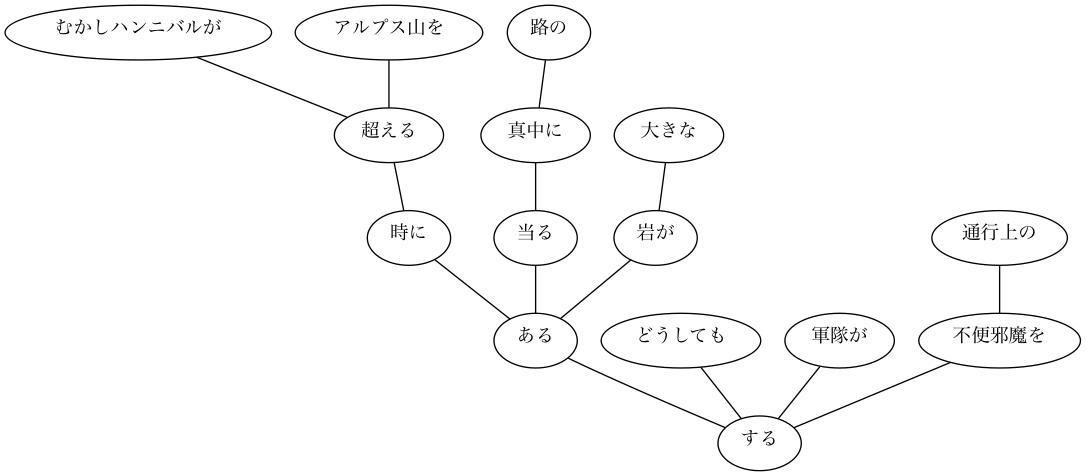 むかしハンニバルが
アルプス山を
路の
超える
真中に
大きな
時に
当る
岩が
通行上の
ある
どうしても
軍隊が
不便邪魔を
する